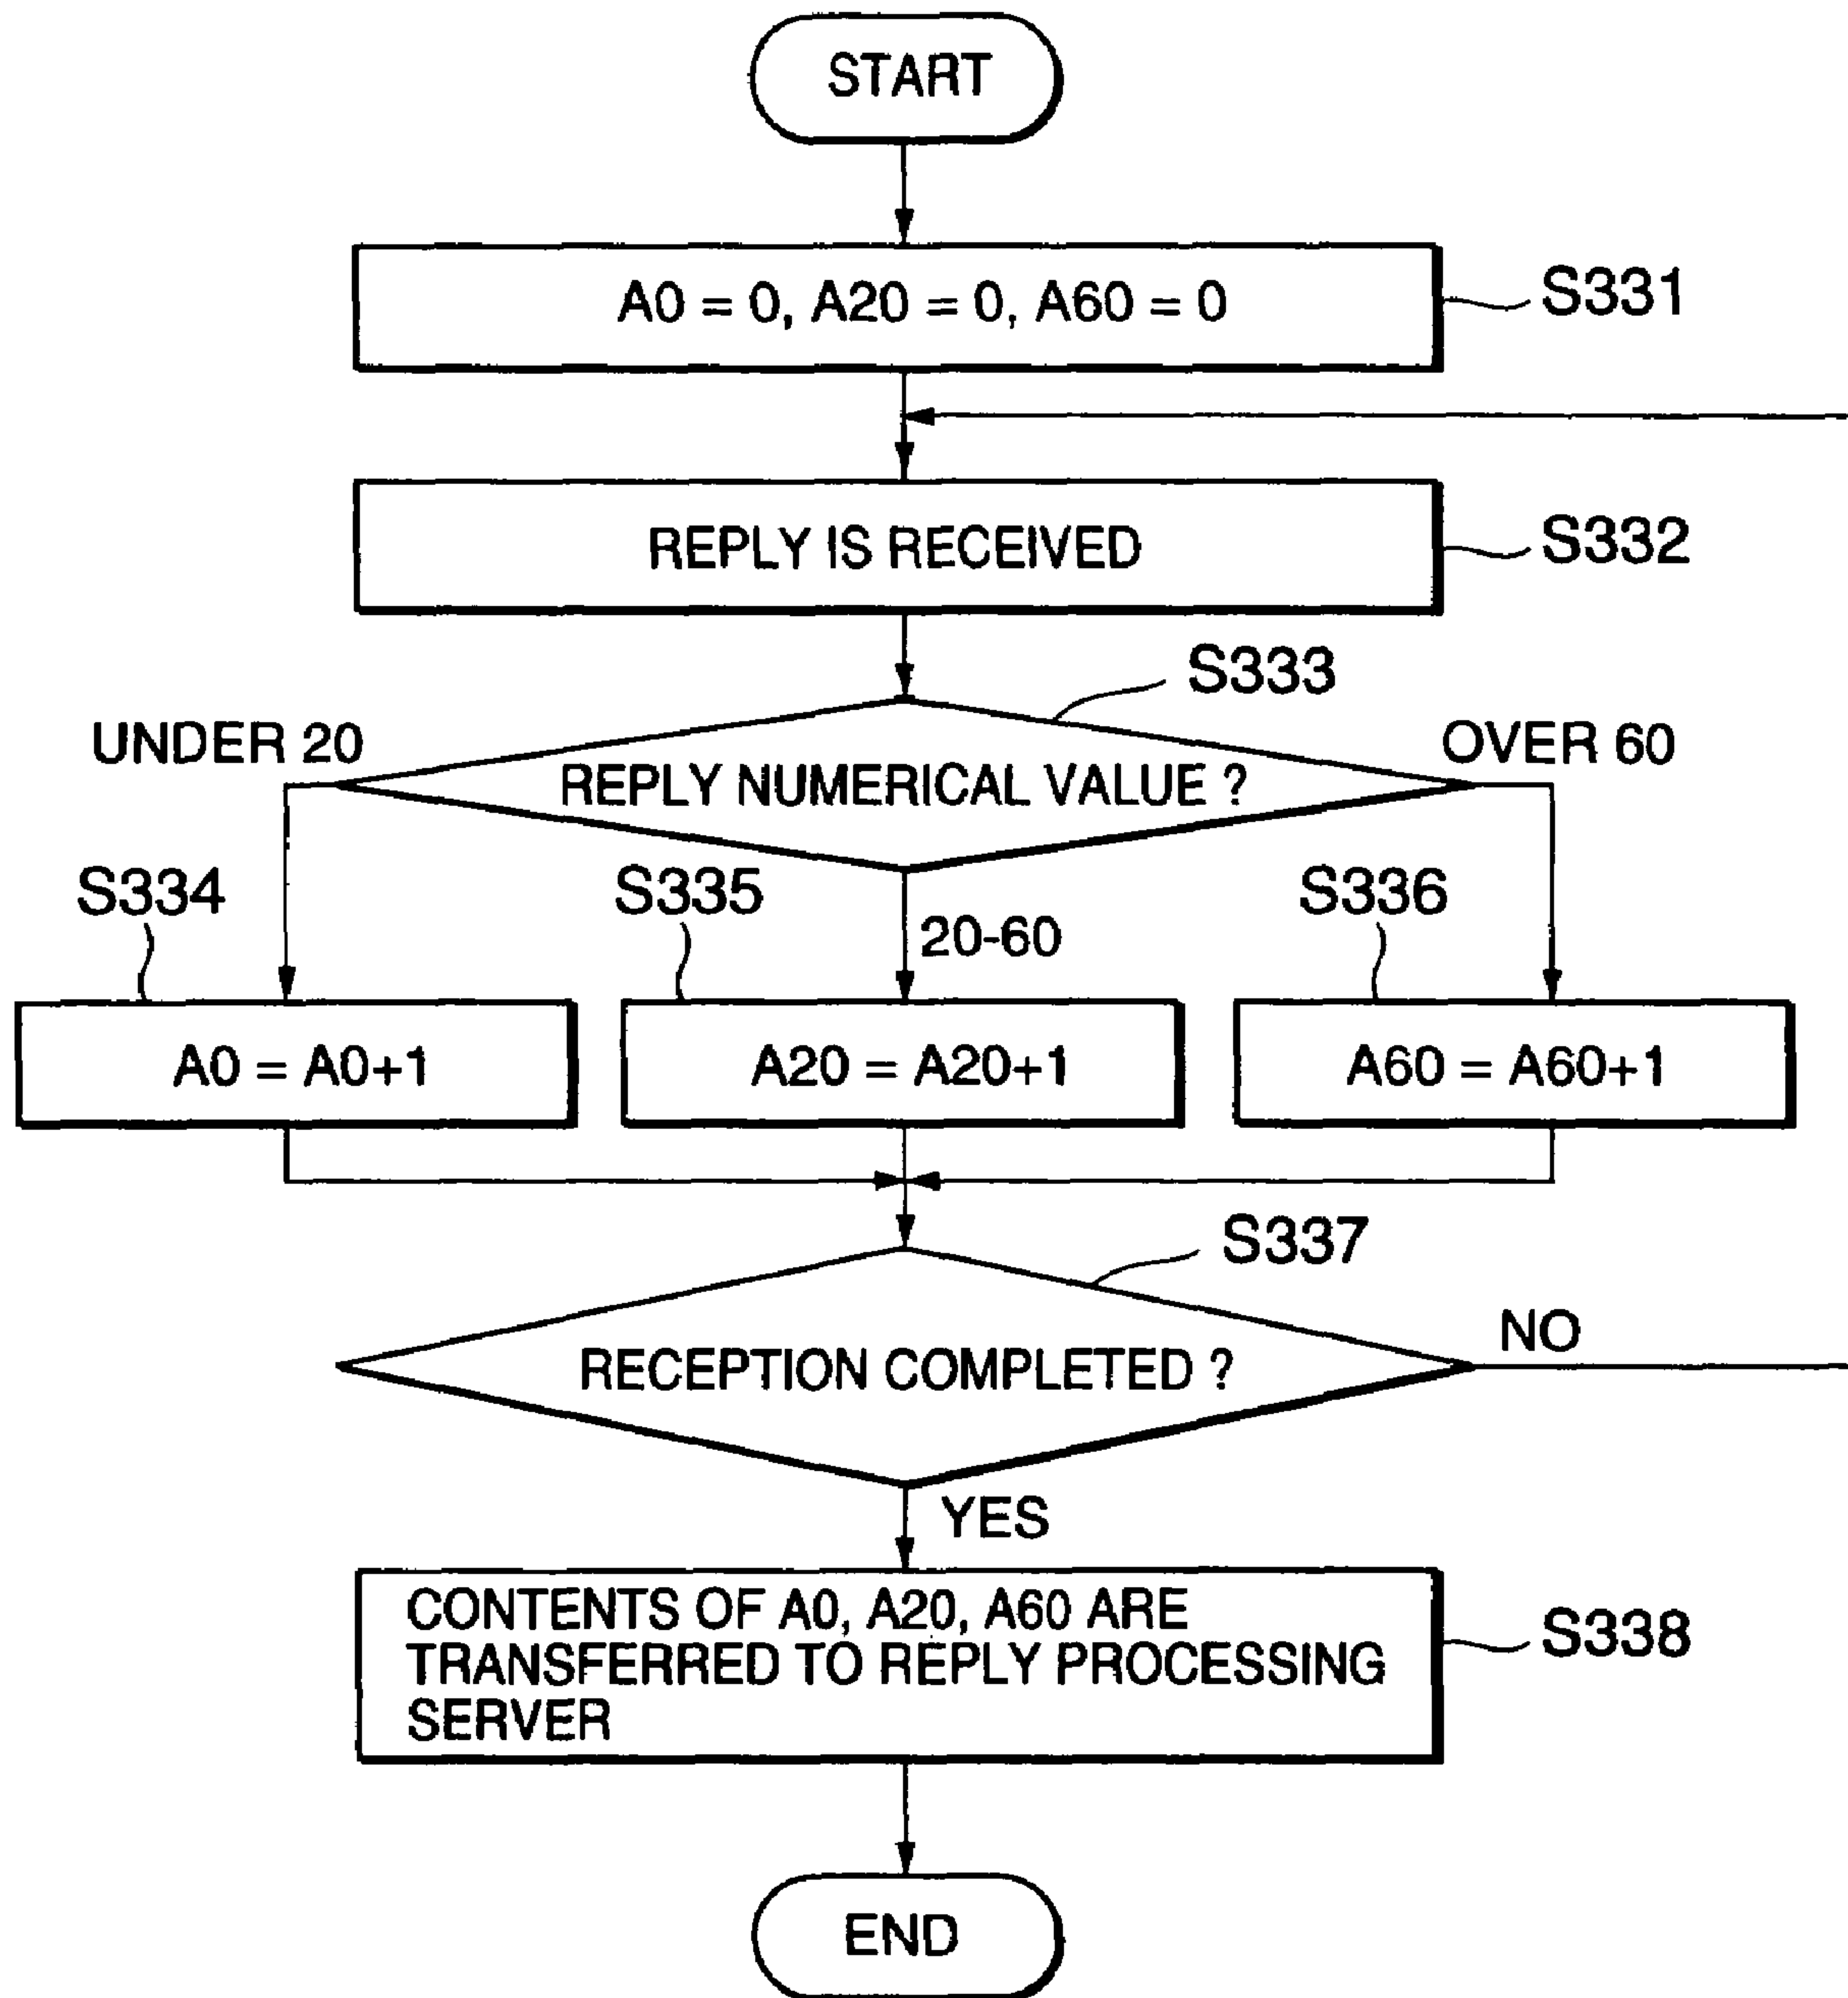 START
A0 = 0, A20 = 0, A60 = 0
S331
REPLY IS RECEIVED
S332
S333
UNDER 20
OVER 60
REPLY NUMERICAL VALUE ?
S334
S335
S336
20-60
A0 = A0+1
A20 = A20+1
A60 = A60+1
S337
NO
RECEPTION COMPLETED ?
YES
CONTENTS OF A0, A20, A60 ARE
TRANSFERRED TO REPLY PROCESSING
SERVER
S338
END